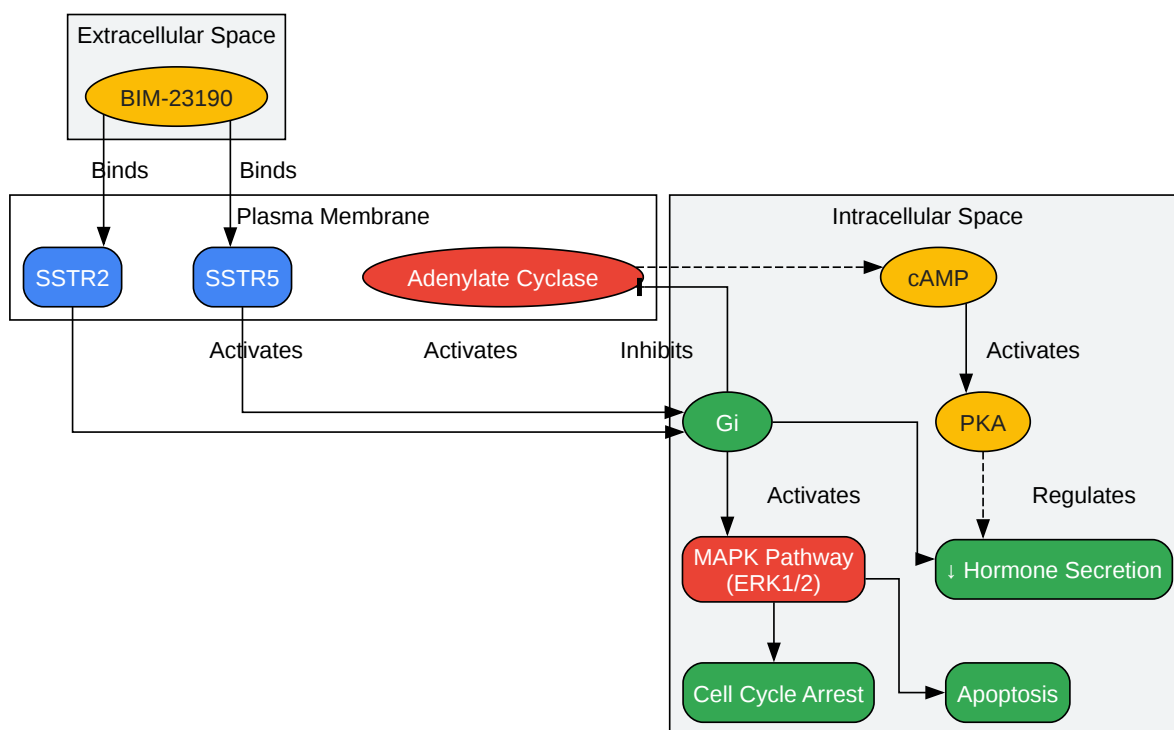 Extracellular Space
BIM-23190
Binds
Binds
Plasma Membrane
Intracellular Space
SSTR2
SSTR5
Adenylate Cyclase
cAMP
Activates
Activates
Inhibits
Activates
Gi
PKA
Activates
Regulates
MAPK Pathway
(ERK1/2)
↓ Hormone Secretion
Cell Cycle Arrest
Apoptosis